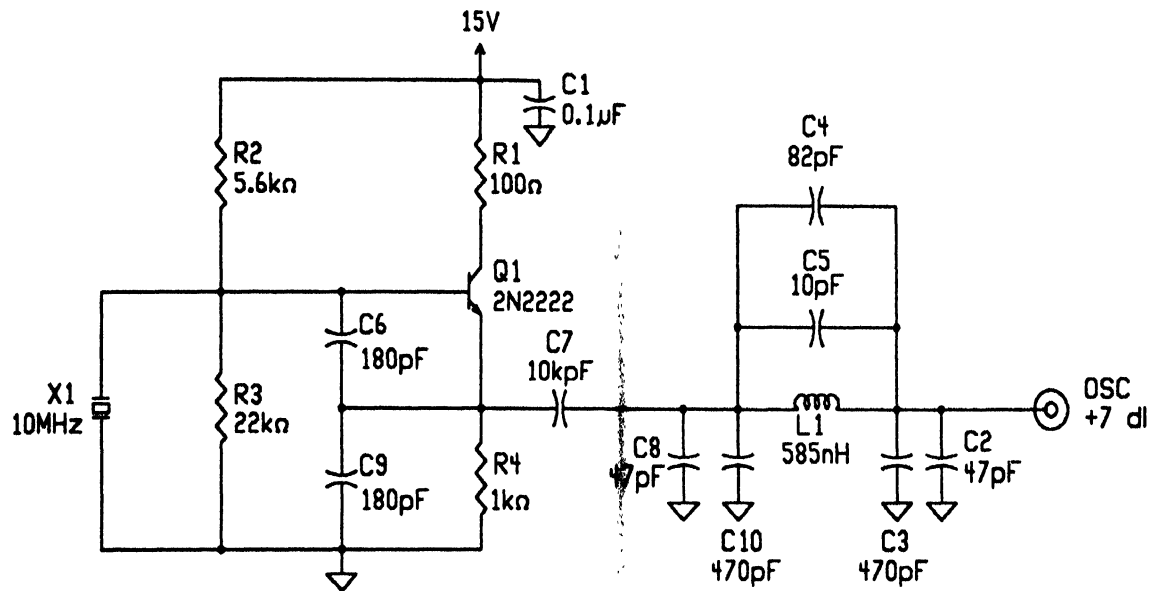 15V
C1
0.1µF
R2
5.6kΩ
R1
100Ω
C4
82pF
Q1
2N2222
C5
10pF
C6
180pF
C7
10kpF
X1
10MHz
R3
22kΩ
OSC
+7 dl
L1
585nH
C8
47pF
C2
47pF
C9
180pF
R4
1kΩ
C10
470pF
C3
470pF